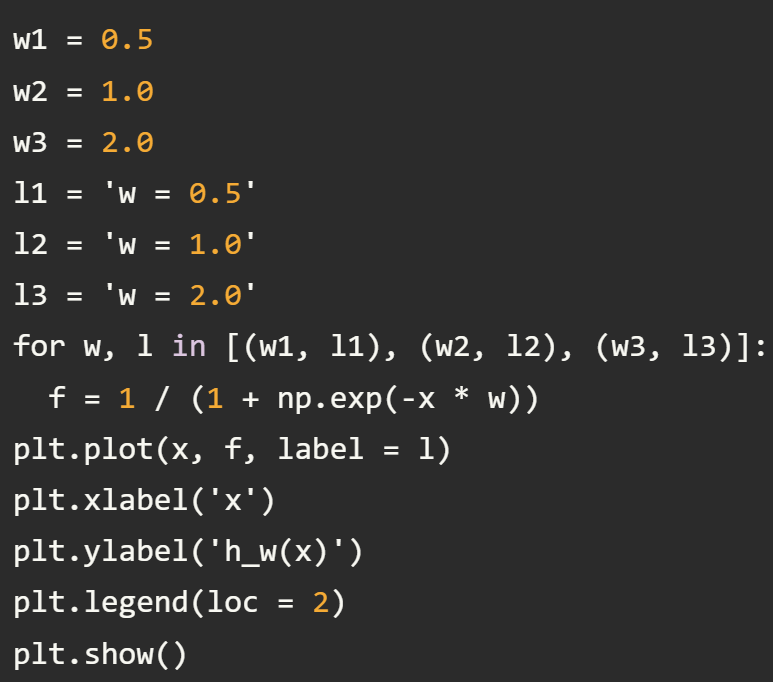 w1 = 0.5
w2 = 1.0
w3 = 2.0
l1 = 'w = 0.5'
l2 = 'w = 1.0'
l3 = 'w = 2.0'
for w, l in [(w1, l1), (w2, l2), (w3, l3)]:
  f = 1 / (1 + np.exp(-x * w))
plt.plot(x, f, label = l)
plt.xlabel('x')
plt.ylabel('h_w(x)')
plt.legend(loc = 2)
plt.show()